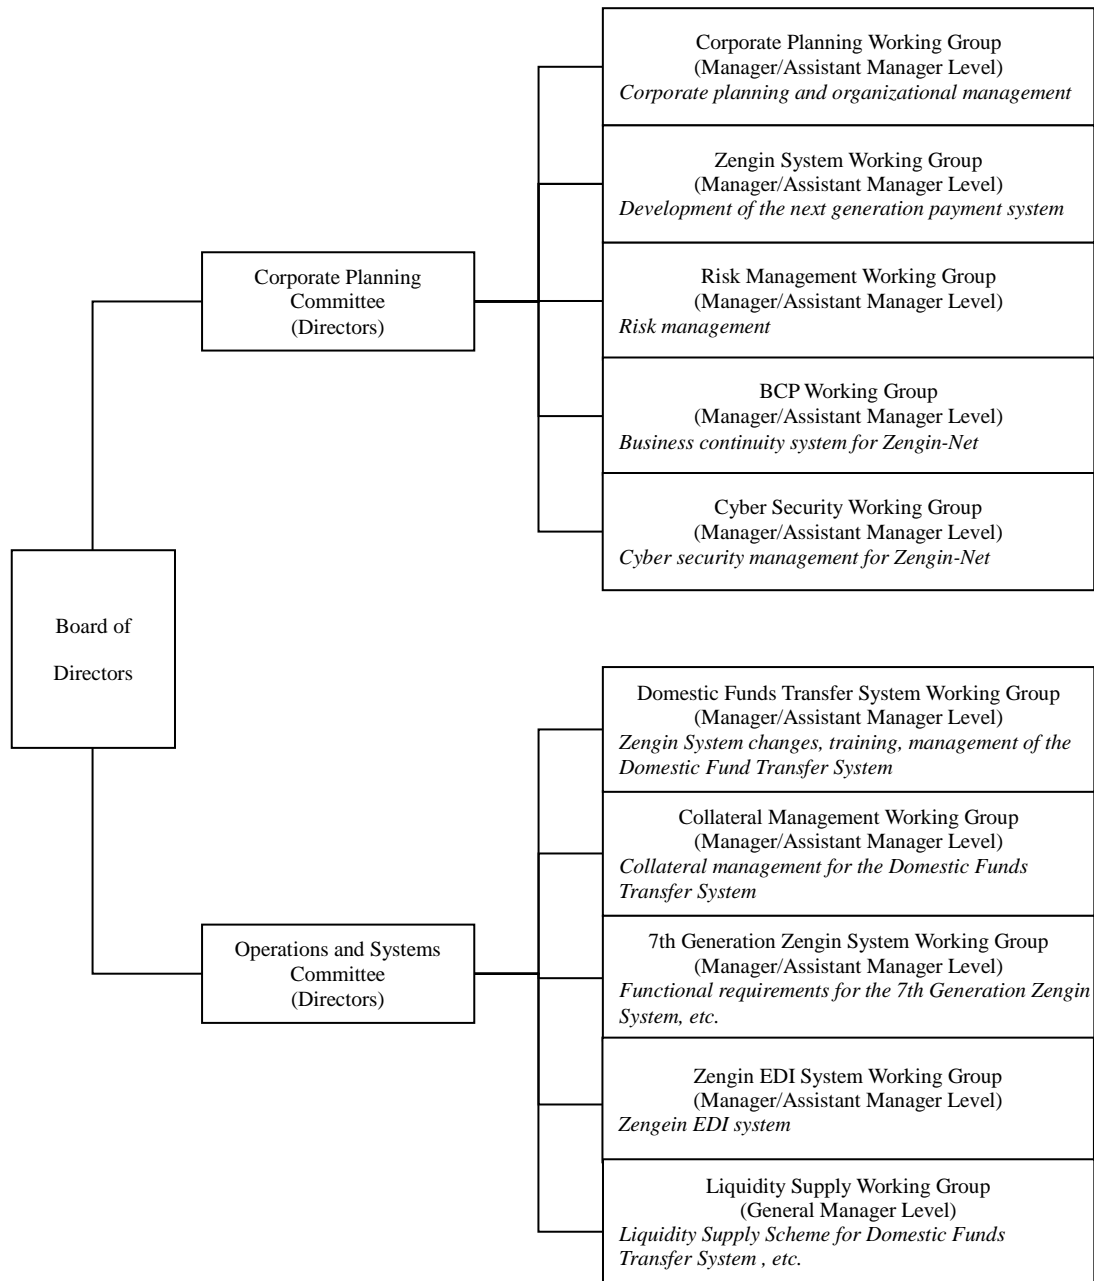 Corporate Planning Working Group
(Manager/Assistant Manager Level)
Corporate planning and organizational management
Zengin System Working Group
(Manager/Assistant Manager Level)
Development of the next generation payment system
Corporate Planning
Committee
(Directors)
Risk Management Working Group
(Manager/Assistant Manager Level)
Risk management
BCP Working Group
(Manager/Assistant Manager Level)
Business continuity system for Zengin-Net
Cyber Security Working Group
(Manager/Assistant Manager Level)
Cyber security management for Zengin-Net
Board of
Directors
Domestic Funds Transfer System Working Group
(Manager/Assistant Manager Level)
Zengin System changes, training, management of the
Domestic Fund Transfer System
Collateral Management Working Group
(Manager/Assistant Manager Level)
Collateral management for the Domestic Funds
Transfer System
Operations and Systems
Committee
(Directors)
7th Generation Zengin System Working Group
(Manager/Assistant Manager Level)
Functional requirements for the 7th Generation Zengin
System, etc.
Zengin EDI System Working Group
(Manager/Assistant Manager Level)
Zengein EDI system
Liquidity Supply Working Group
(General Manager Level)
Liquidity Supply Scheme for Domestic Funds
Transfer System , etc.